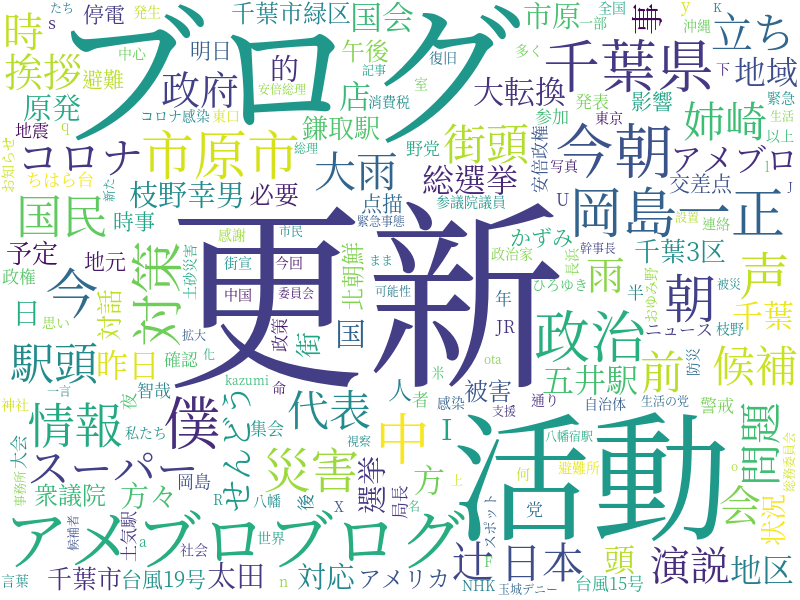 たち
停電
発生
千葉市緑区
国会
市原
事
全国
沖縄
y
一部
K
立ち
s
ブログ
明日
午後
中心
復旧
多く
千葉県
下
地域
時
挨拶
避難
政府
的
店
記事
室
安倍総理
消費税
大転換
発表
影響
緊急
生活
原発
地震
q
コロナ感染
東口
鎌取駅
参加
東京
以上
姉崎
お知らせ
コロナ
市原市
総理
野党
街頭
安倍政権
今朝
写真
アメブロ
l
J
ちはら台
新た
枝野幸男
必要
大雨
総選挙
U
交差点
設置
連絡
国民
時事
点描
参議院議員
岡島一正
感謝
市民
緊急事態
かずみ
幹事長
予定
地元
対策
土砂災害
街宣
今回
北朝鮮
まま
政治家
長浜
千葉3区
声
政権
今
中国
委員会
可能性
ひろゆき
雨
おゆみ野
朝
被災
日
思い
対話
更新
年
半
千葉
政策
街
国
JR
政治
ニュース
枝野
駅頭
昨日
確認
拡大
化
米
ota
五井駅
前
防災
候補
一言
智哉
kazumi
命
人
者
被害
神社
情報
夜
私たち
せんどう
僕
代表
中
感染
支援
通り
自治体
生活の党
警戒
大会
集会
視察
I
活動
八幡宿駅
問題
総務委員会
スーパー
災害
選挙
方
何
避難所
o
事務所
衆議院
方々
岡島
八幡
後
X
局長
名
上
党
会
状況
アメブロブログ
R
スポット
候補者
土気駅
a
社会
世界
辻
日本
F
頭
演説
地区
言葉
千葉市
台風19号
太田
n
対応
アメリカ
NHK
玉城デニー
台風15号